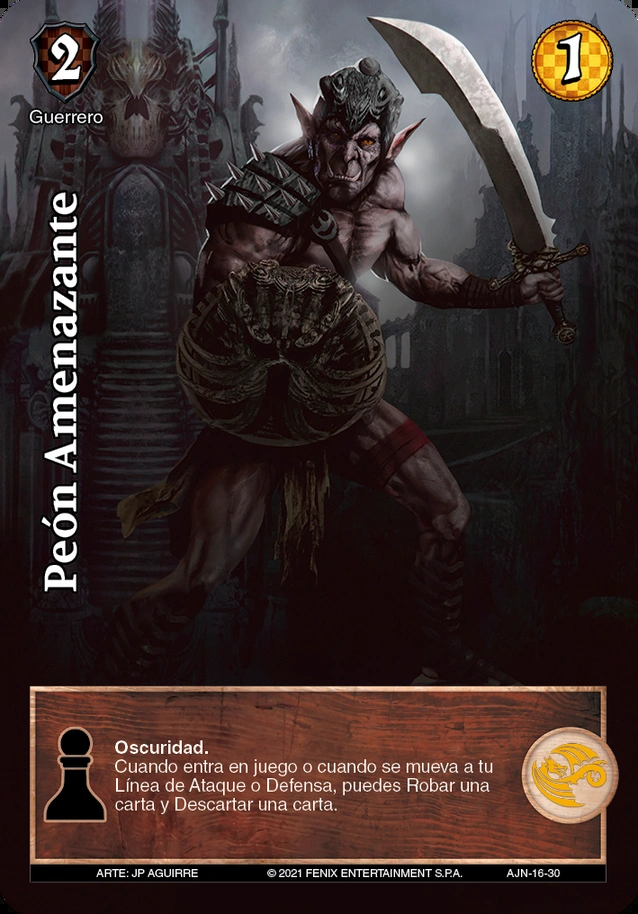 2
1
Guerrero
Peón Amenazante
Oscuridad.
Cuando entra en juego o cuando se mueva a tu
Línea de Ataque o Defensa, puedes Robar una
carta y Descartar una carta.
ARTE: JP AGUIRRE © 2021 FENIX ENTERTAINMENT S.P.A. AJN-16-30